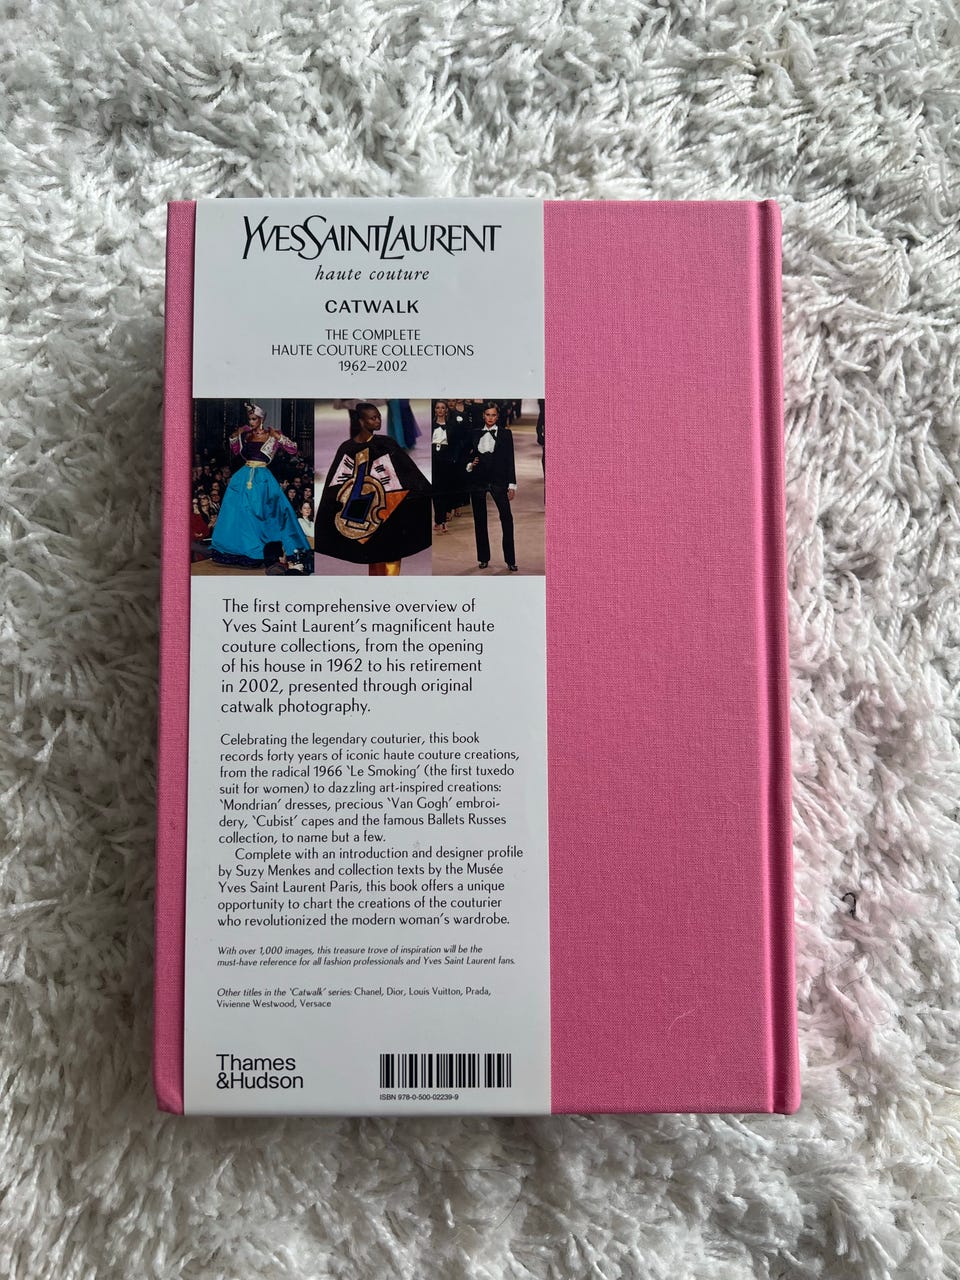 YVESSAINTLAURENT
haute couture
CATWALK
THE COMPLETE
HAUTE COUTURE COLLECTIONS
1962–2002
The first comprehensive overview of
Yves Saint Laurent's magnificent haute
couture collections, from the opening
of his house in 1962 to his retirement
in 2002, presented through original
catwalk photography.
Celebrating the legendary couturier, this book
records forty years of iconic haute couture creations,
from the radical 1966 ‘Le Smoking’ (the first tuxedo
suit for women) to dazzling art-inspired creations:
‘Mondrian’ dresses, precious ‘Van Gogh’ embroi-
dery, ‘Cubist’ capes and the famous Ballets Russes
collection, to name but a few.
Complete with an introduction and designer profile
by Suzy Menkes and collection texts by the Musée
Yves Saint Laurent Paris, this book offers a unique
opportunity to chart the creations of the couturier
who revolutionized the modern woman's wardrobe.
With over 1,000 images, this treasure trove of inspiration will be the
must-have reference for all fashion professionals and Yves Saint Laurent fans.
Other titles in the ‘Catwalk’ series: Chanel, Dior, Louis Vuitton, Prada,
Vivienne Westwood, Versace
Thames
&Hudson
ISBN 978-0-500-02239-9